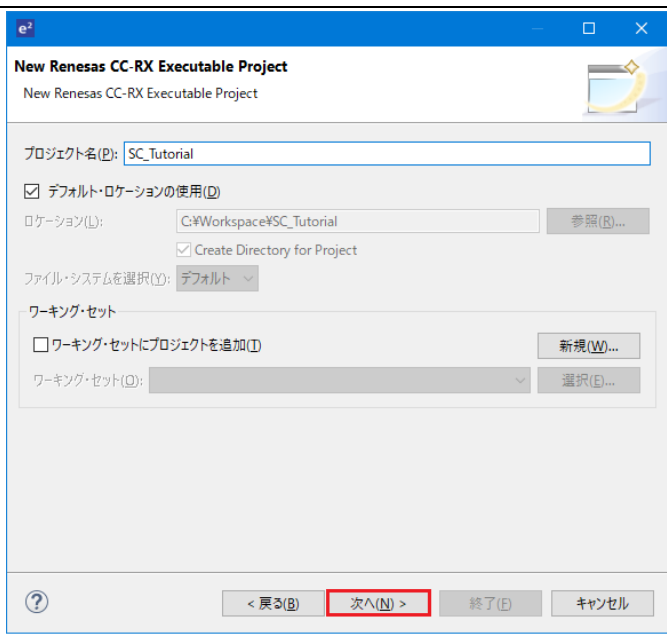 e²
New Renesas CC-RX Executable Project
New Renesas CC-RX Executable Project
プロジェクト名(P): SC_Tutorial
デフォルト・ロケーションの使用(D)
ロケーション(L): C:¥Workspace¥SC_Tutorial 参照(R)...
Create Directory for Project
ファイル・システムを選択(Y): デフォルト
ワーキング・セット
ワーキング・セットにプロジェクトを追加(T) 新規(W)...
ワーキング・セット(O): 選択(E)...
? < 戻る(B) 次へ(N) > 終了(F) キャンセル